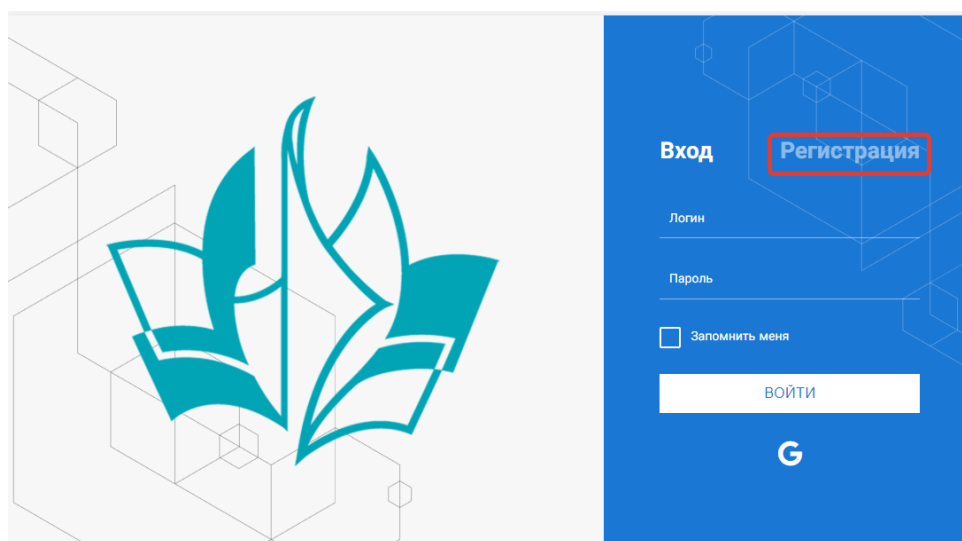 Вход Регистрация
Логин
Пароль
Запомнить меня
ВОЙТИ
G